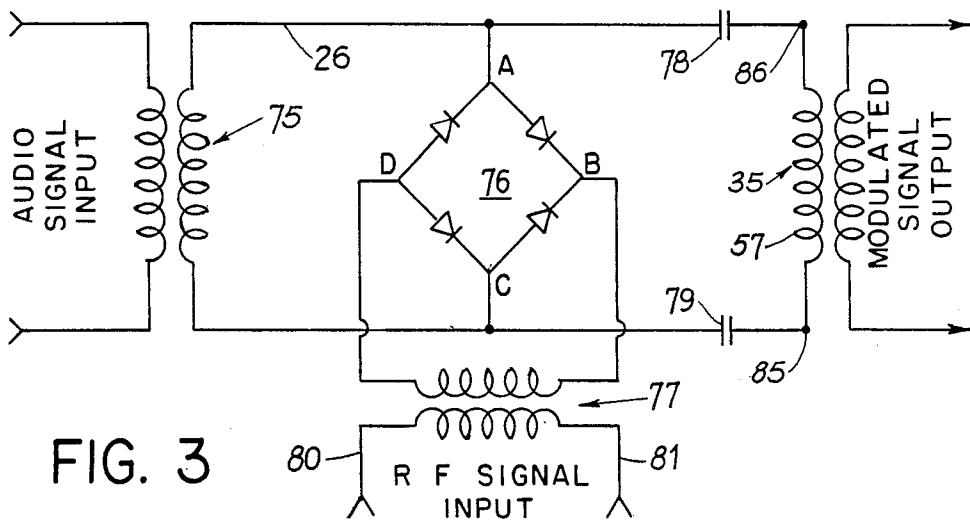 26
78
86
A
AUDIO
SIGNAL
INPUT
75
D
76
B
35
57
MODULATED
SIGNAL
OUTPUT
C
79
85
77
FIG. 3
80
R F SIGNAL
INPUT
81